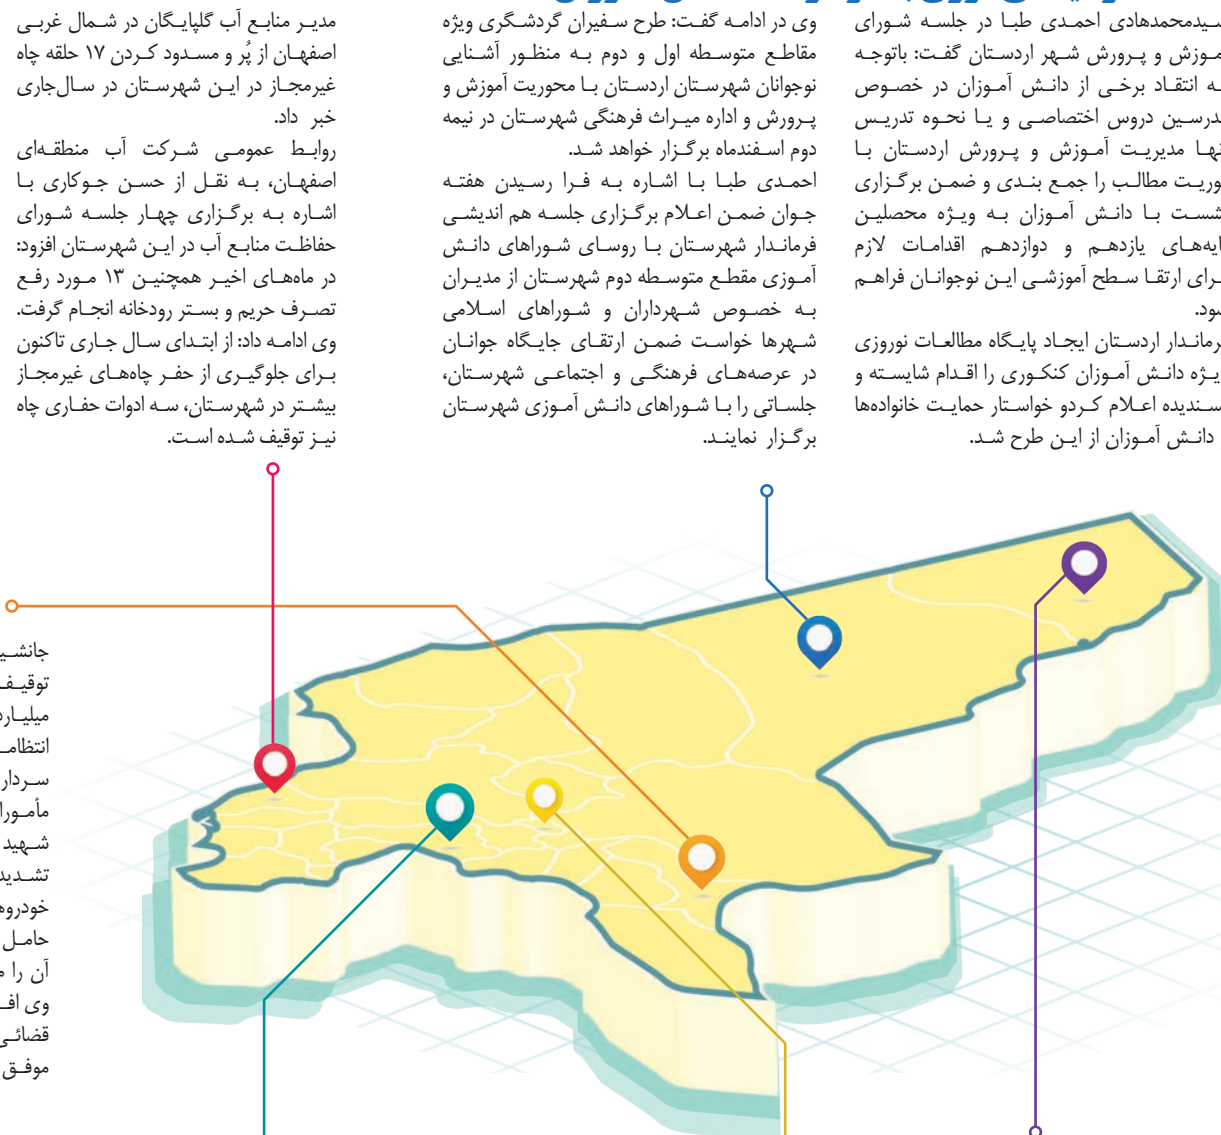 سیدمحمدهادی احمدی طبا در جلسه شورای
آموزش و پرورش شهر اردستان گفت: باتوجه
به انتقاد برخی از دانش آموزان در خصوص
مدرسین دروس اختصاصی و یا نحوه تدریس
آنها مدیریت آموزش و پرورش اردستان با
فوریت مطالب را جمع بندی و ضمن برگزاری
نشست با دانش آموزان به ویژه محصلین
پایه‌های یازدهم و دوازدهم اقدامات لازم
برای ارتقا سطح آموزشی این نوجوانان فراهم
شود.
فرماندار اردستان ایجاد پایگاه مطالعات نوروزی
ویژه دانش آموزان کنکوری را اقدام شایسته و
پسندیده اعلام کردو خواستار حمایت خانواده‌ها
و دانش آموزان از این طرح شد.
وی در ادامه گفت: طرح سفیران گردشگری ویژه
مقاطع متوسطه اول و دوم به منظور آشنایی
نوجوانان شهرستان اردستان با محوریت آموزش و
پرورش و اداره میراث فرهنگی شهرستان در نیمه
دوم اسفندماه برگزار خواهد شد.
احمدی طبا با اشاره به فرا رسیدن هفته
جوان ضمن اعلام برگزاری جلسه هم اندیشی
فرماندار شهرستان با روسای شوراهای دانش
آموزی مقطع متوسطه دوم شهرستان از مدیران
به خصوص شهرداران و شوراهای اسلامی
شهرها خواست ضمن ارتقای جایگاه جوانان
در عرصه‌های فرهنگی و اجتماعی شهرستان،
جلساتی را با شوراهای دانش آموزی شهرستان
برگزار نمایند.
مدیر منابع آب گلپایگان در شمال غربی
اصفهان از پُر و مسدود کردن ۱۷ حلقه چاه
غیرمجاز در این شهرستان در سال‌جاری
خبر داد.
روابط عمومی شرکت آب منطقه‌ای
اصفهان، به نقل از حسن جوکاری با
اشاره به برگزاری چهار جلسه شورای
حفاظت منابع آب در این شهرستان افزود:
در ماه‌های اخیر همچنین ۱۳ مورد رفع
تصرف حریم و بستر رودخانه انجام گرفت.
وی ادامه داد: از ابتدای سال جاری تاکنون
برای جلوگیری از حفر چاه‌های غیرمجاز
بیشتر در شهرستان، سه ادوات حفاری چاه
نیز توقیف شده است.
توقیف
سردار
شهید
تشدید
حامل
آن را
قضائی
موفق